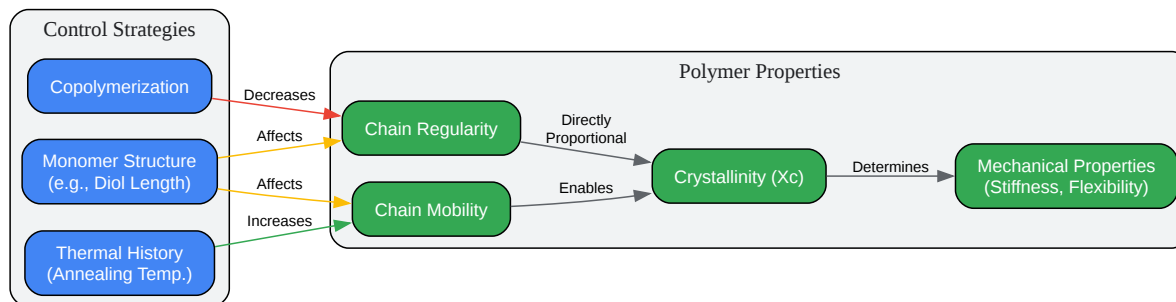 Control Strategies
Copolymerization
Monomer Structure
(e.g., Diol Length)
Thermal History
(Annealing Temp.)
Decreases
Affects
Affects
Increases
Polymer Properties
Chain Regularity
Chain Mobility
Directly
Proportional
Enables
Crystallinity (Xc)
Determines
Mechanical Properties
(Stiffness, Flexibility)